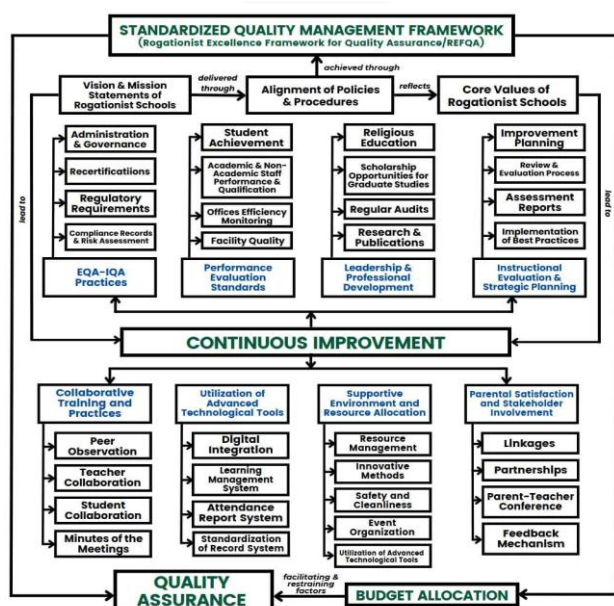 STANDARDIZED QUALITY MANAGEMENT FRAMEWORK
(Rogationist Excellence Framework for Quality Assurance/REFQA)
achieved through
Vision & Mission
Statements of
Rogationist Schools
delivered
through
Alignment of Policies
& Procedures
reflects
Core Values of
Rogationist Schools
lead to
lead to
Administration
& Governance
Recertificatiions
Regulatory
Requirements
Compliance Records
& Risk Assessment
EQA-IQA
Practices
Student
Achievement
Academic & Non-
Academic Staff
Performance &
Qualification
Offices Efficiency
Monitoring
Facility Quality
Performance
Evaluation
Standards
Religious
Education
Scholarship
Opportunities for
Graduate Studies
Regular Audits
Research &
Publications
Leadership &
Professional
Development
Improvement
Planning
Review &
Evaluation Process
Assessment
Reports
Implementation
of Best Practices
Instructional
Evaluation &
Strategic Planning
CONTINUOUS IMPROVEMENT
Collaborative
Training and
Practices
Peer
Observation
Teacher
Collaboration
Student
Collaboration
Minutes of the
Meetings
Utilization of
Advanced
Technological Tools
Digital
Integration
Learning
Management
System
Attendance
Report System
Standardization
of Record System
Supportive
Environment and
Resource Allocation
Resource
Management
Innovative
Methods
Safety and
Cleanliness
Event
Organization
Utilization of Advanced
Technological Tools
Parental Satisfaction
and Stakeholder
Involvement
Linkages
Partnerships
Parent-Teacher
Conference
Feedback
Mechanism
QUALITY
ASSURANCE
facilitating &
restraining
factors
BUDGET ALLOCATION